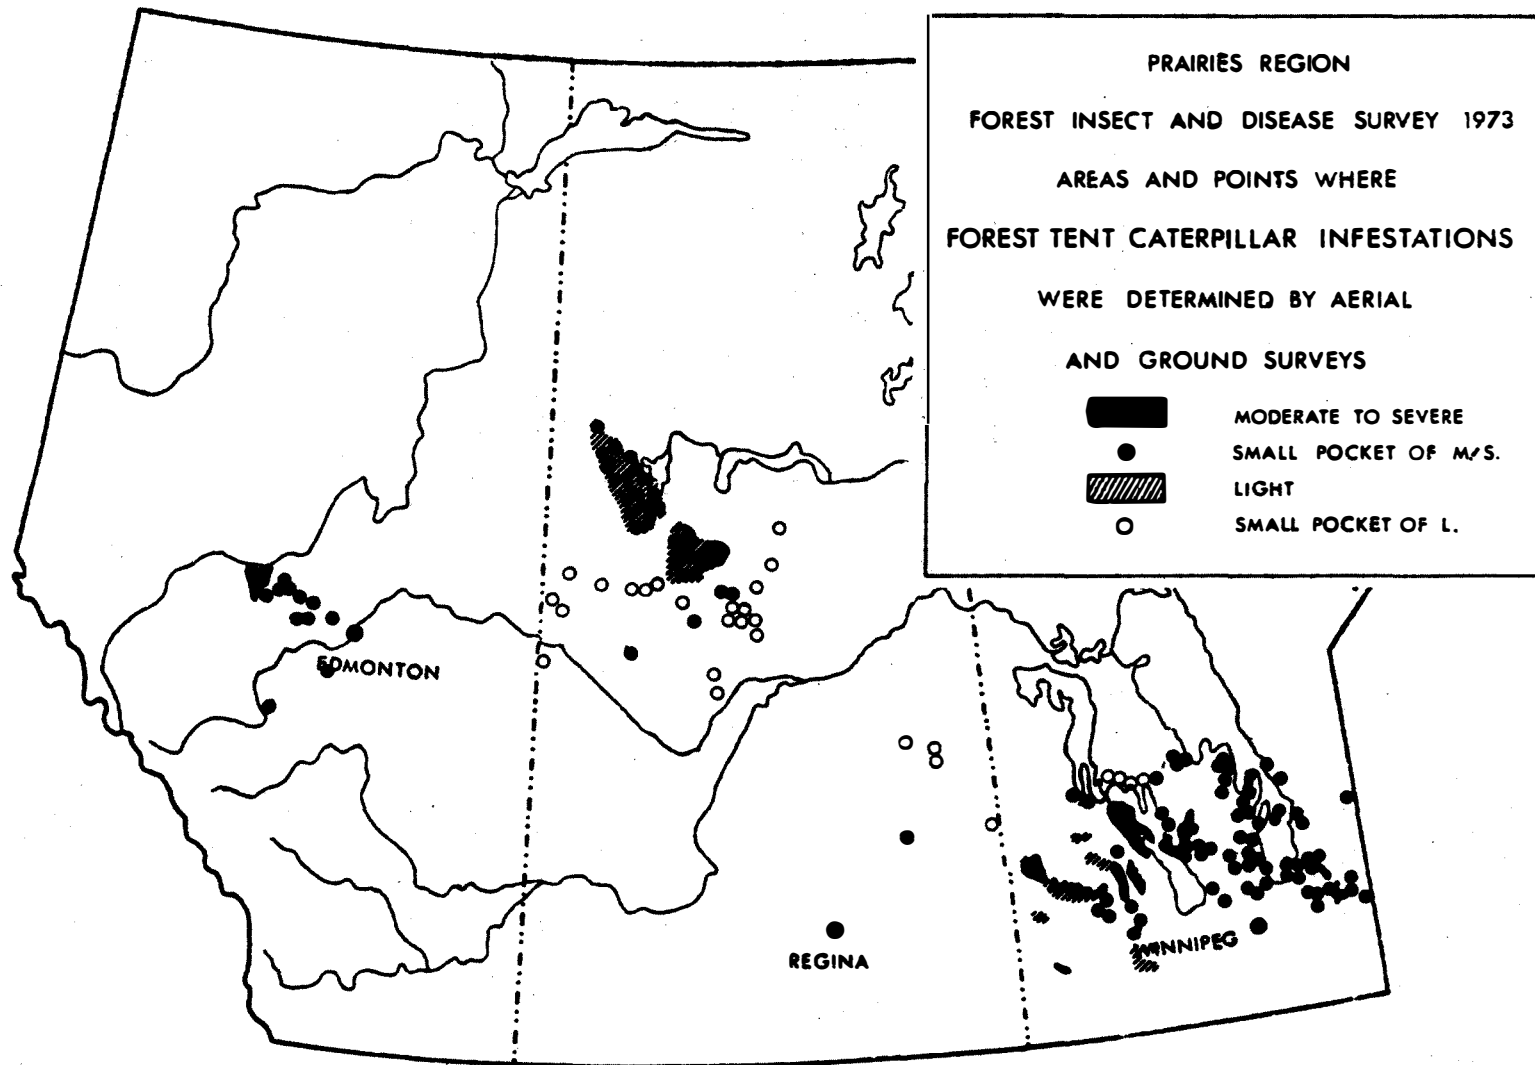 PRAIRIES REGION
FOREST INSECT AND DISEASE SURVEY 1973
AREAS AND POINTS WHERE
FOREST TENT CATERPILLAR INFESTATIONS
WERE DETERMINED BY AERIAL
AND GROUND SURVEYS
MODERATE TO SEVERE
SMALL POCKET OF M/S.
LIGHT
SMALL POCKET OF L.
EDMONTON
REGINA
WINNIPEG